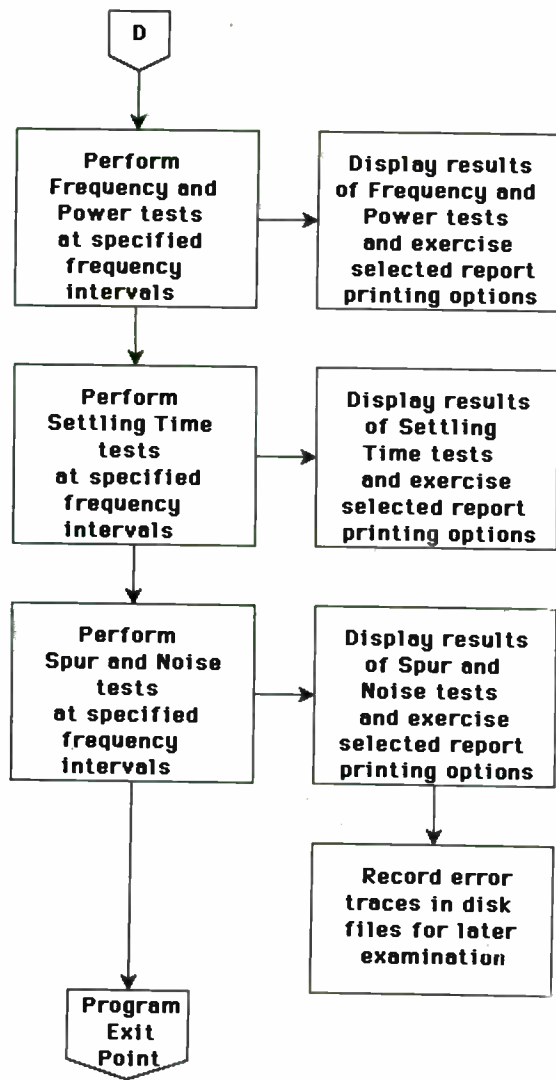 D
Perform
Frequency and
Power tests
at specified
frequency
intervals
Display results
of Frequency and
Power tests
and exercise
selected report
printing options
Perform
Settling Time
tests
at specified
frequency
intervals
Display results
of Settling
Time tests
and exercise
selected report
printing options
Perform
Spur and Noise
tests
at specified
frequency
intervals
Display results
of Spur and
Noise tests
and exercise
selected report
printing options
Record error
traces in disk
files for later
examination
Program
Exit
Point